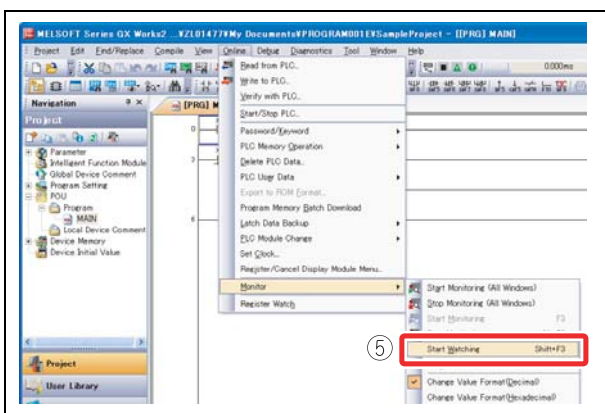 MELSOFT Series GX Works2 ...¥ZL01477¥My Documents¥PROGRAM001E¥SampleProject - [[PRG] MAIN]
Project Edit Find/Replace Compile View Online Debug Diagnostics Tool Window Help
0.000ms
Navigation
[PRG] M
Project
Parameter
Intelligent Function Module
Global Device Comment
Program Setting
POU
Program
MAIN
Local Device Comment
Device Memory
Device Initial Value
Project
User Library
0
3
6
Read from PLC...
Write to PLC...
Verify with PLC...
Start/Stop PLC...
Password/Keyword
PLC Memory Operation
Delete PLC Data...
PLC User Data
Export to ROM Format...
Program Memory Batch Download
Latch Data Backup
PLC Module Change
Set Clock...
Register/Cancel Display Module Menu...
Monitor
Register Watch
Start Monitoring (All Windows)
Stop Monitoring (All Windows)
Start Monitoring F3
⑤ Start Watching Shift+F3
Change Value Format(Decimal)
Change Value Format(Hexadecimal)